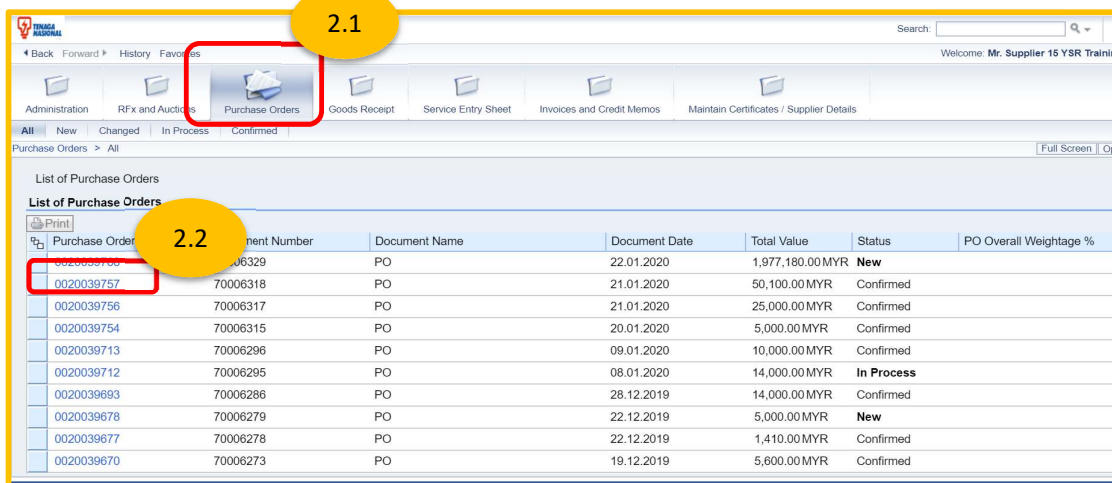 2.1
TENAGA
NASIONAL
Search:
Back Forward History Favorites
Welcome: Mr. Supplier 15 YSR
Administration RFx and Auctions Purchase Orders Goods Receipt Service Entry Sheet Invoices and Credit Memos Maintain Certificates / Supplier Details
All New Changed In Process Confirmed
Purchase Orders > All Full Screen
List of Purchase Orders
List of Purchase Orders
Print
2.2
Purchase Order Number Document Name Document Date Total Value Status PO Overall Weightage %
PO 22.01.2020 1,977,180.00 MYR New
0020039757 70006318 PO 21.01.2020 50,100.00 MYR Confirmed
0020039756 70006317 PO 21.01.2020 25,000.00 MYR Confirmed
0020039754 70006315 PO 20.01.2020 5,000.00 MYR Confirmed
0020039713 70006296 PO 09.01.2020 10,000.00 MYR Confirmed
0020039712 70006295 PO 08.01.2020 14,000.00 MYR In Process
0020039693 70006286 PO 28.12.2019 14,000.00 MYR Confirmed
0020039678 70006279 PO 22.12.2019 5,000.00 MYR New
0020039677 70006278 PO 22.12.2019 1,410.00 MYR Confirmed
0020039670 70006273 PO 19.12.2019 5,600.00 MYR Confirmed